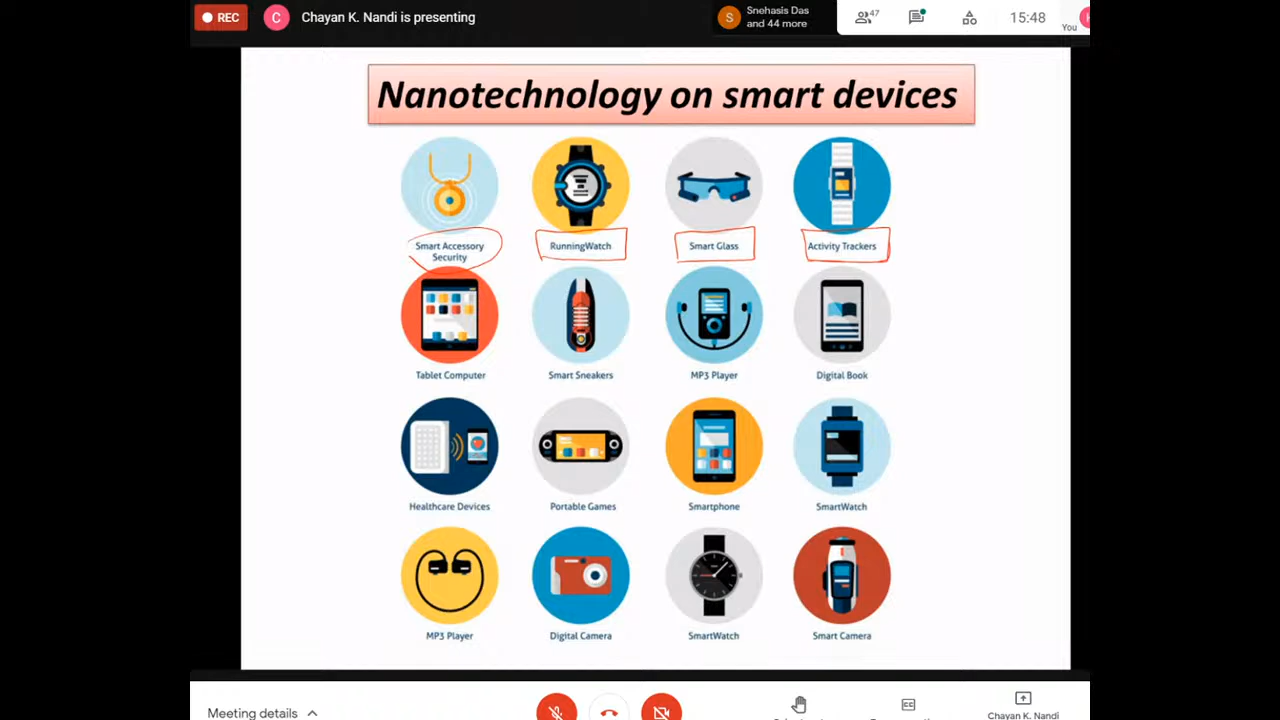 REC
C
Chayan K. Nandi is presenting
S
Snehasis Das
and 44 more
47
15:48
You
Nanotechnology on smart devices
Smart Accessory
Security
RunningWatch
Smart Glass
Activity Trackers
Tablet Computer
Smart Sneakers
MP3 Player
Digital Book
Healthcare Devices
Portable Games
Smartphone
SmartWatch
MP3 Player
Digital Camera
SmartWatch
Smart Camera
Meeting details
Chayan K. Nandi